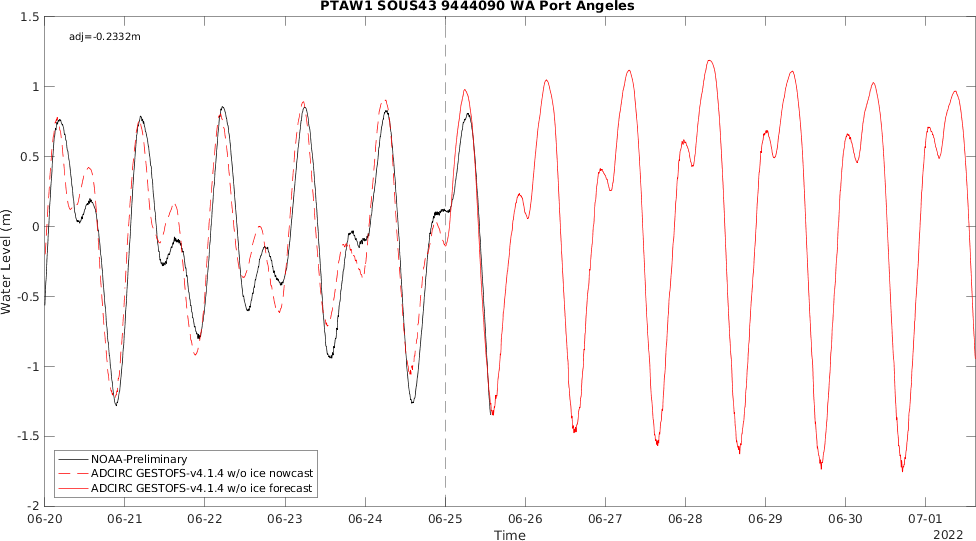 PTAW1 SOUS43 9444090 WA Port Angeles
adj=-0.2332m
1.5
1
0.5
0
-0.5
-1
-1.5
-2
Water Level (m)
NOAA-Preliminary
ADCIRC GESTOFS-v4.1.4 w/o ice nowcast
ADCIRC GESTOFS-v4.1.4 w/o ice forecast
06-20 06-21 06-22 06-23 06-24 06-25 06-26 06-27 06-28 06-29 06-30 07-01
Time
2022